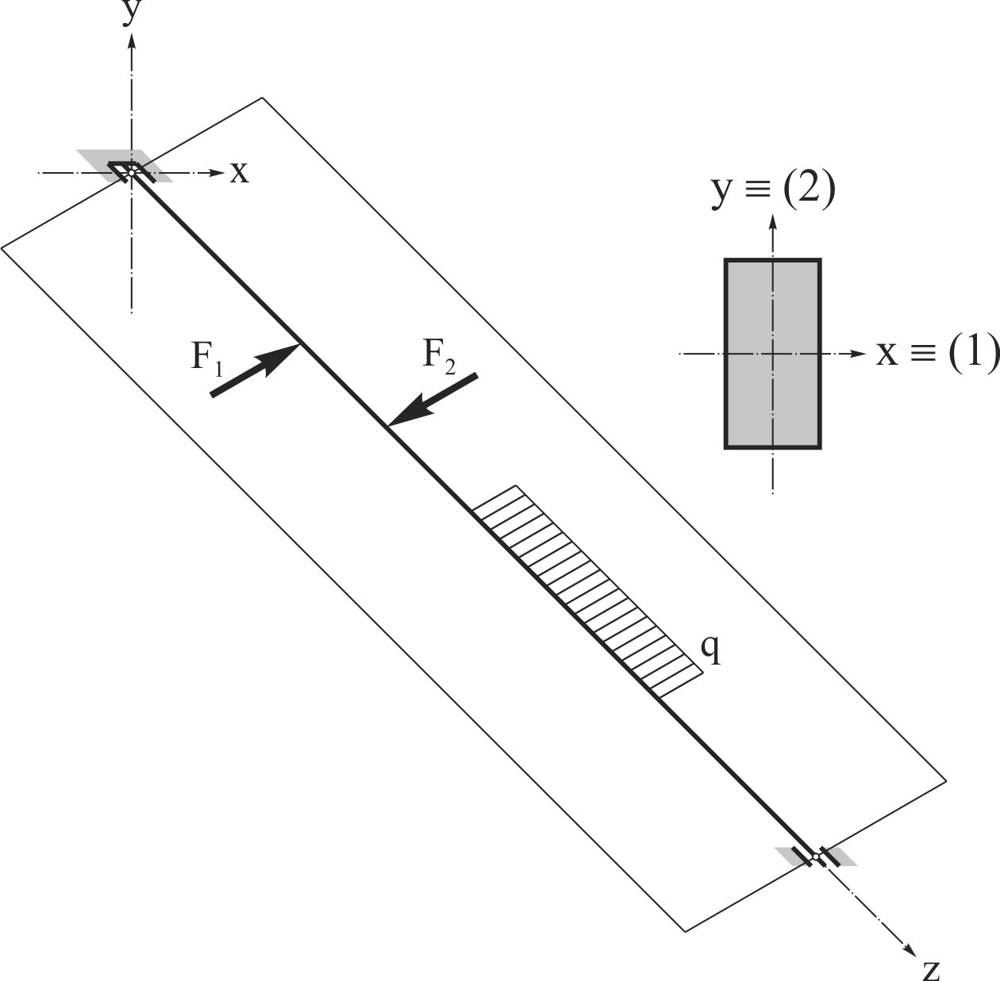 y
x
y ≡ (2)
x ≡ (1)
F₁
F₂
q
z